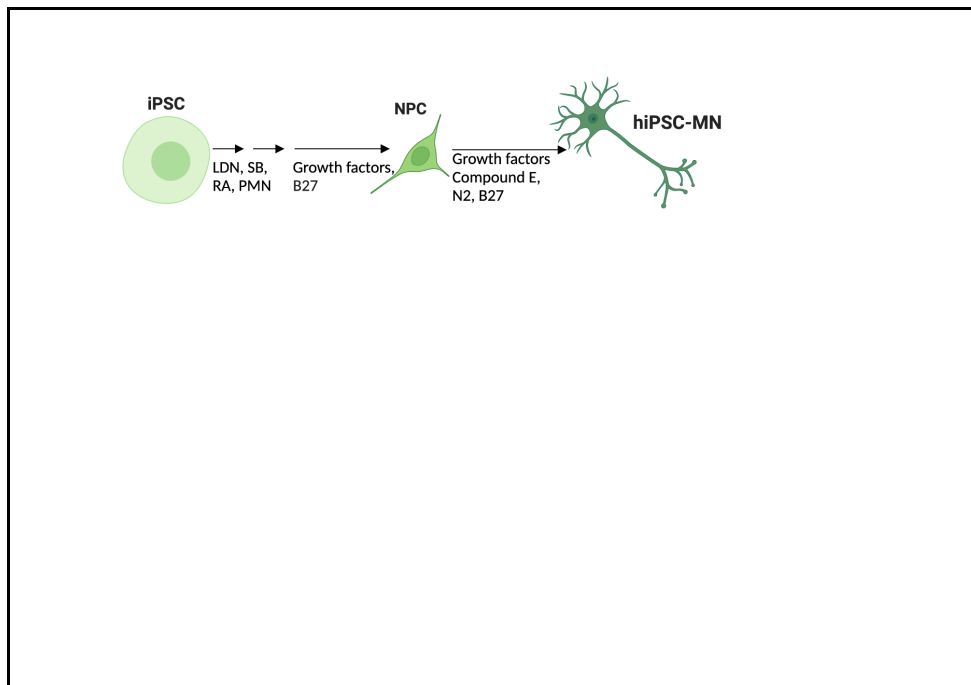 iPSC
NPC
hiPSC-MN
LDN, SB,
RA, PMN
Growth factors,
B27
Growth factors
Compound E,
N2, B27